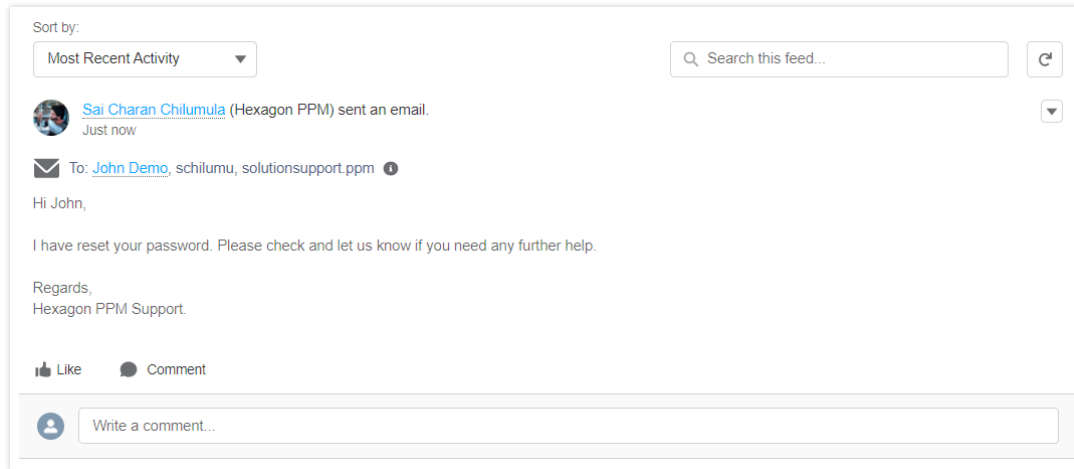 Sort by:
Most Recent Activity
Search this feed...
Sai Charan Chilumula (Hexagon PPM) sent an email.
Just now
To: John Demo, schilumu, solutionsupport.ppm
Hi John,
I have reset your password. Please check and let us know if you need any further help.
Regards,
Hexagon PPM Support.
Like Comment
Write a comment...